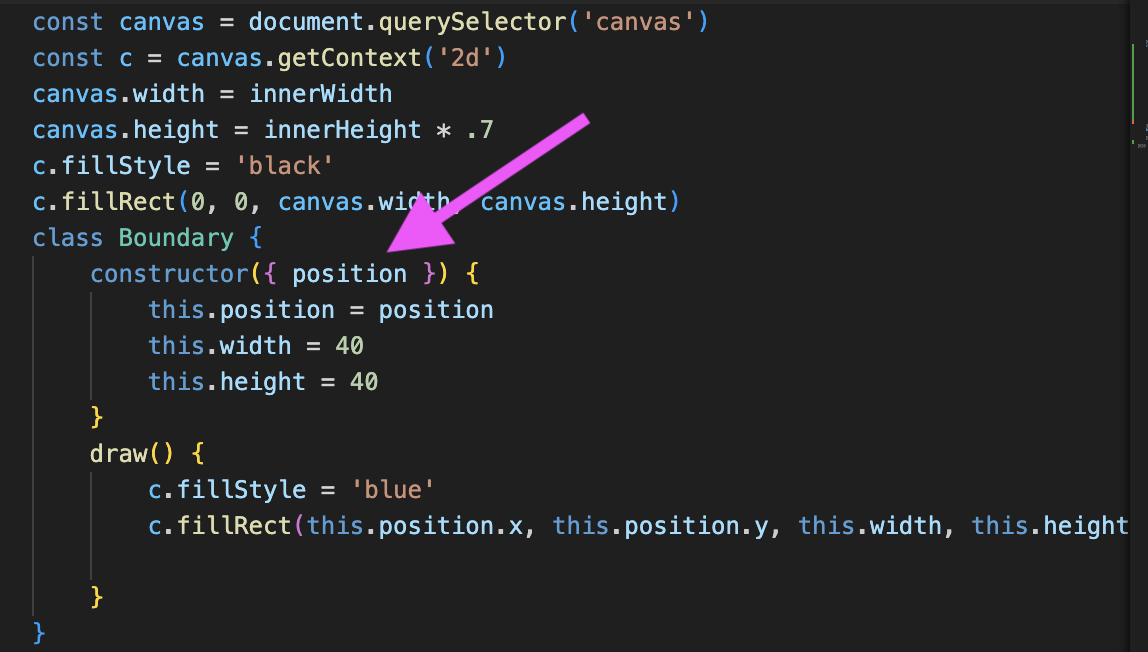 const canvas = document.querySelector('canvas')
const c = canvas.getContext('2d')
canvas.width = innerWidth
canvas.height = innerHeight * .7
c.fillStyle = 'black'
c.fillRect(0, 0, canvas.width, canvas.height)
class Boundary {
    constructor({ position }) {
        this.position = position
        this.width = 40
        this.height = 40
    }
    draw() {
        c.fillStyle = 'blue'
        c.fillRect(this.position.x, this.position.y, this.width, this.height
    }
}